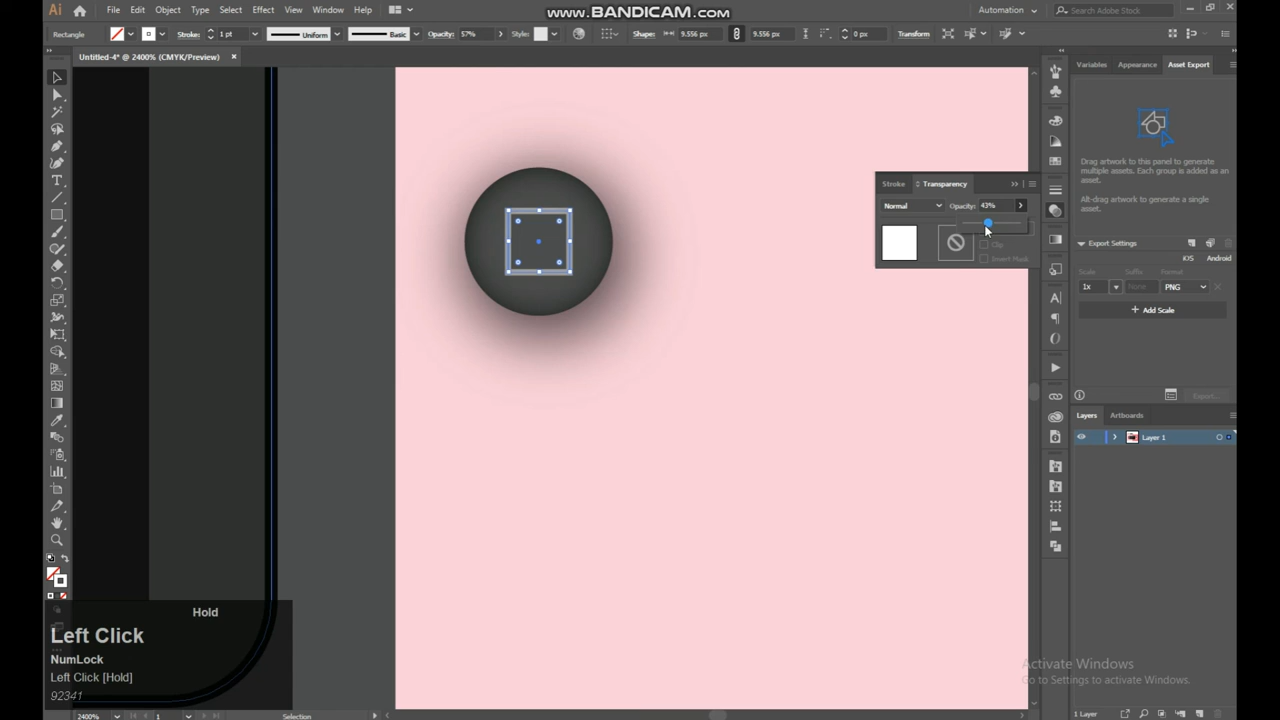 www.BANDICAM.com
Ai File Edit Object Type Select Effect View Window Help Automation Search Adobe Stock
Rectangle Stroke: 1 pt Uniform Basic Opacity: 57% Style: Shape: 9.556 px 9.556 px 0 px Transform
Untitled-4* @ 2400% (CMYK/Preview)
Variables Appearance Asset Export
Drag artwork to this panel to generate
multiple assets. Each group is added as
an asset.
Alt-drag artwork to generate a single
asset.
Stroke Transparency
Normal Opacity: 43%
Clip
Invert Mask
Export Settings
iOS Android
Scale Suffix Format
1x None PNG
+ Add Scale
Export...
Layers Artboards
Layer 1
Hold
Left Click
NumLock
Left Click [Hold]
92341
Activate Windows
Go to Settings to activate Windows.
2400% 1 Selection
1 Layer